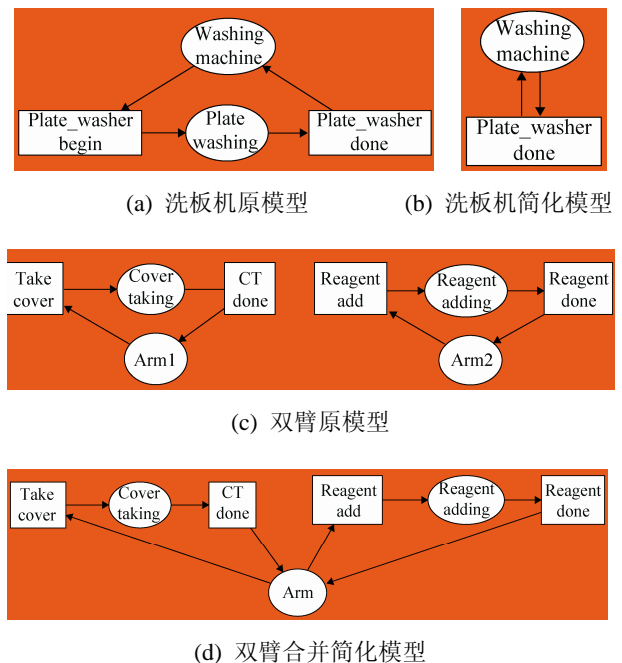 Washing
machine
Plate_washer
begin
Plate
washing
Plate_washer
done
Washing
machine
Plate_washer
done
(a) 洗板机原模型
(b) 洗板机简化模型
Take
cover
Cover
taking
CT
done
Arm1
Reagent
add
Reagent
adding
Reagent
done
Arm2
(c) 双臂原模型
Take
cover
Cover
taking
CT
done
Reagent
add
Reagent
adding
Reagent
done
Arm
(d) 双臂合并简化模型